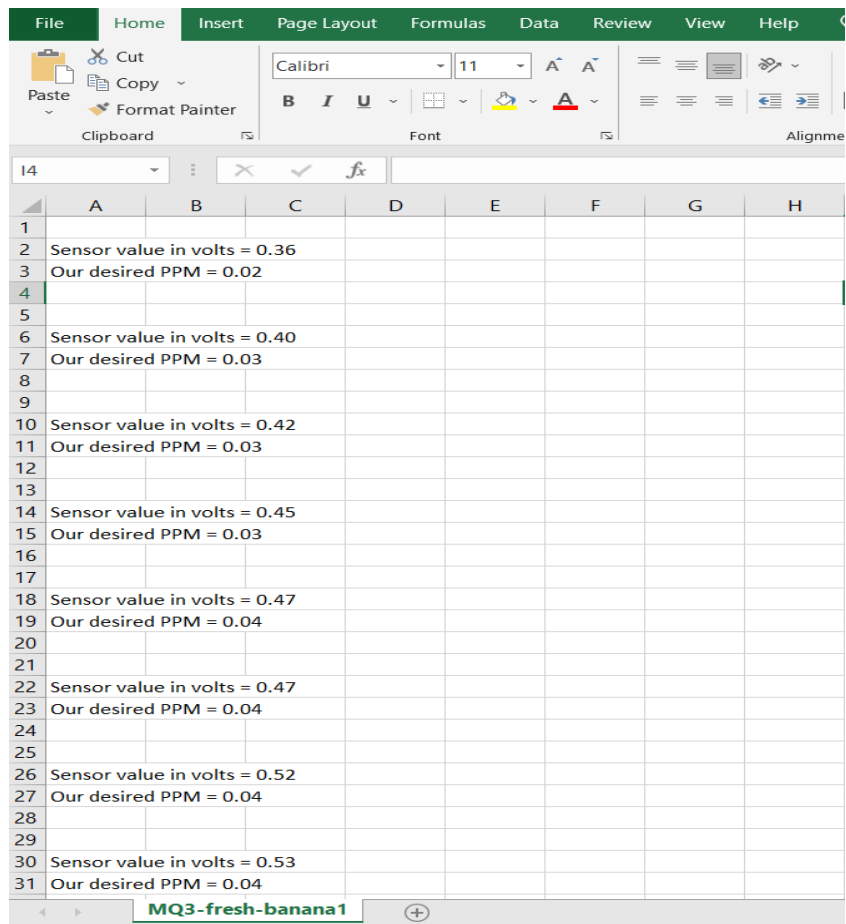 File Home Insert Page Layout Formulas Data Review View Help
Cut
Calibri 11 A A
Copy
Paste
Format Painter
B I U A
Clipboard Font Alignme
I4 fx
A B C D E F G H
1
2 Sensor value in volts = 0.36
3 Our desired PPM = 0.02
4
5
6 Sensor value in volts = 0.40
7 Our desired PPM = 0.03
8
9
10 Sensor value in volts = 0.42
11 Our desired PPM = 0.03
12
13
14 Sensor value in volts = 0.45
15 Our desired PPM = 0.03
16
17
18 Sensor value in volts = 0.47
19 Our desired PPM = 0.04
20
21
22 Sensor value in volts = 0.47
23 Our desired PPM = 0.04
24
25
26 Sensor value in volts = 0.52
27 Our desired PPM = 0.04
28
29
30 Sensor value in volts = 0.53
31 Our desired PPM = 0.04
MQ3-fresh-banana1